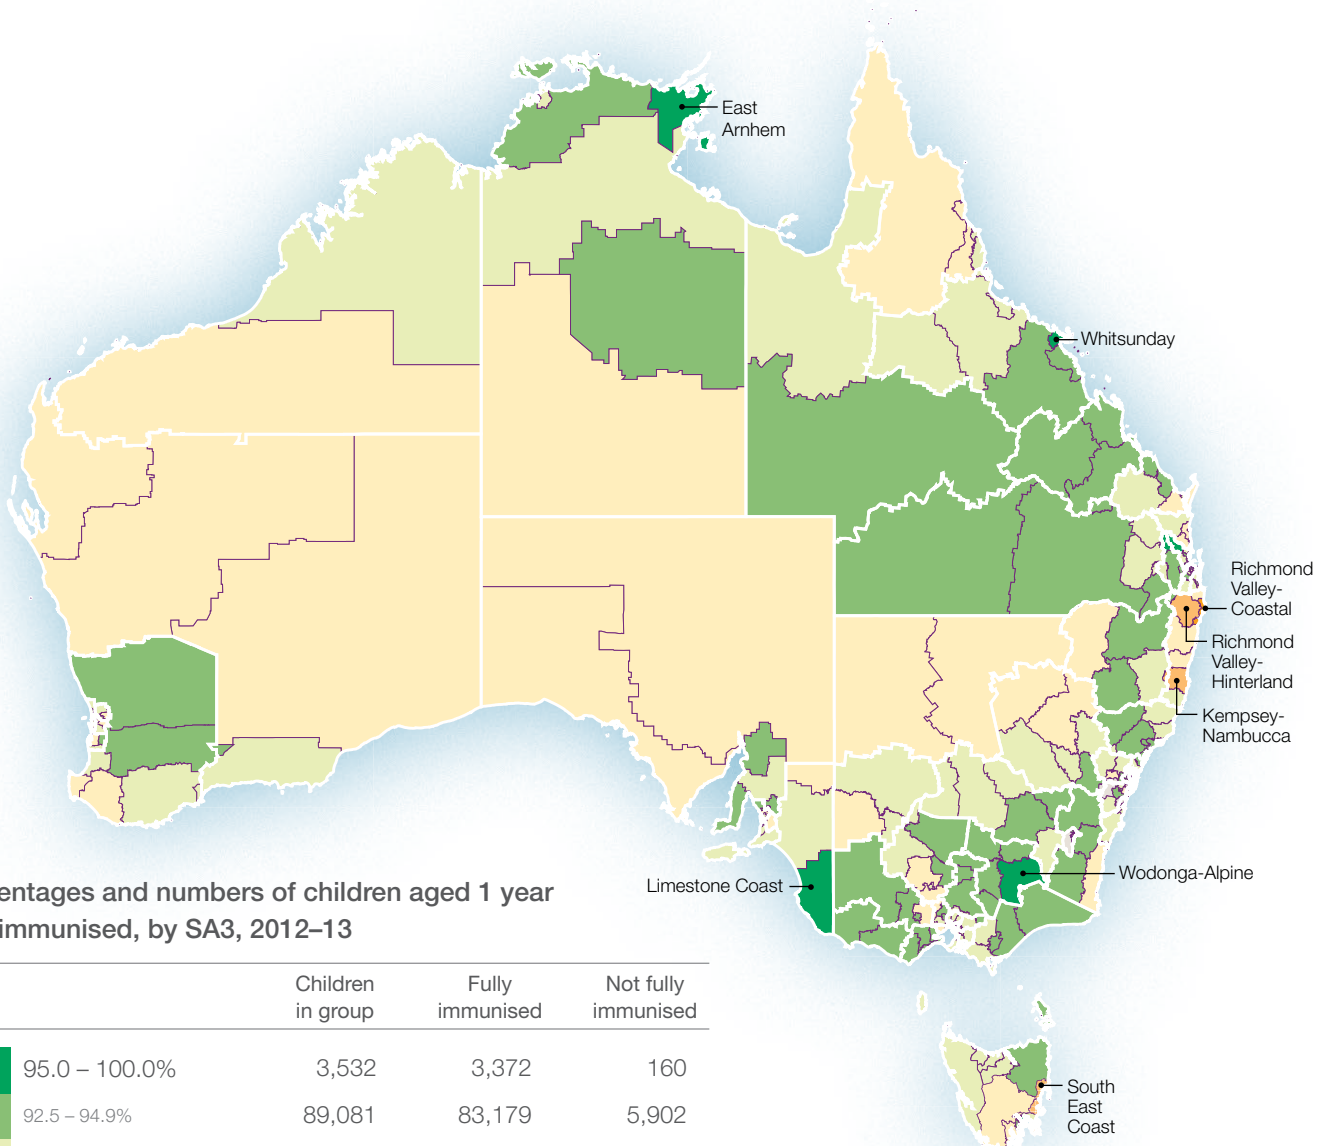 East
Arnhem
Whitsunday
Richmond
Valley-
Coastal
Richmond
Valley-
Hinterland
Kempsey-
Nambucca
Wodonga-Alpine
Limestone Coast
entages and numbers of children aged 1 year
immunised, by SA3, 2012–13
Children in group Fully immunised Not fully immunised
95.0 – 100.0% 3,532 3,372 160
92.5 – 94.9% 89,081 83,179 5,902
South
East
Coast